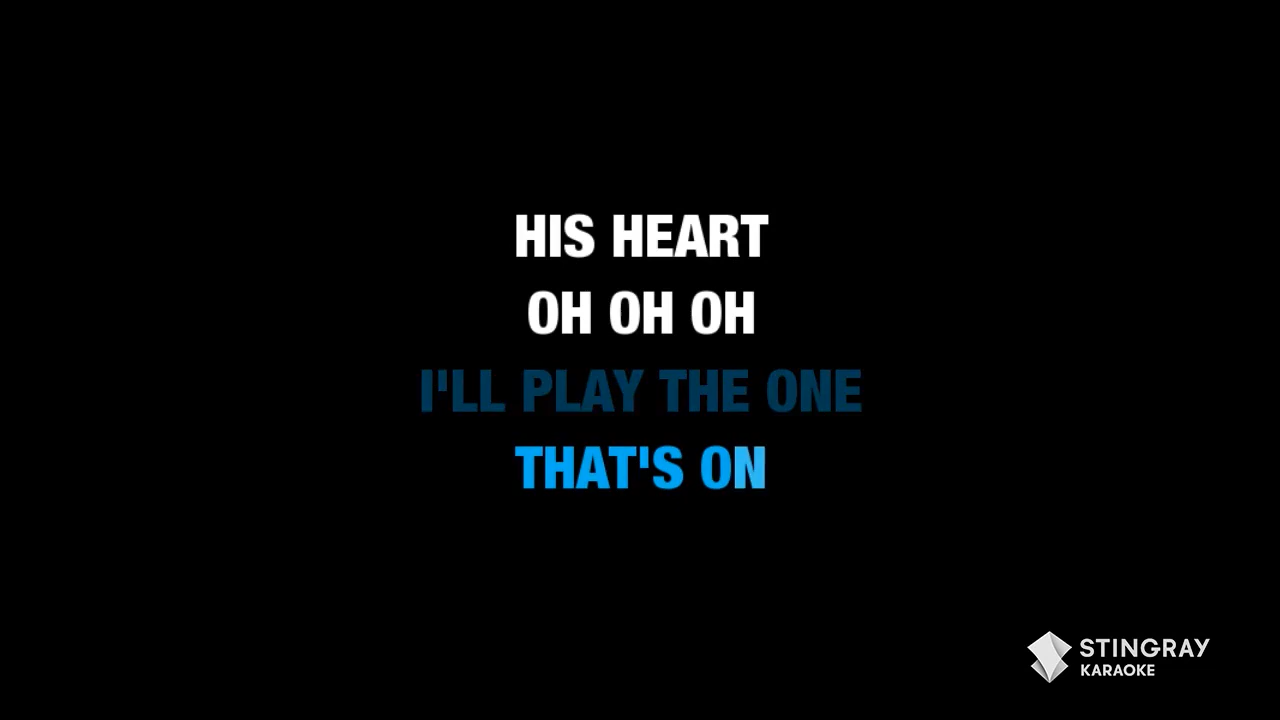 HIS HEART
OH OH OH
I'LL PLAY THE ONE
THAT'S ON
STINGRAY
KARAOKE